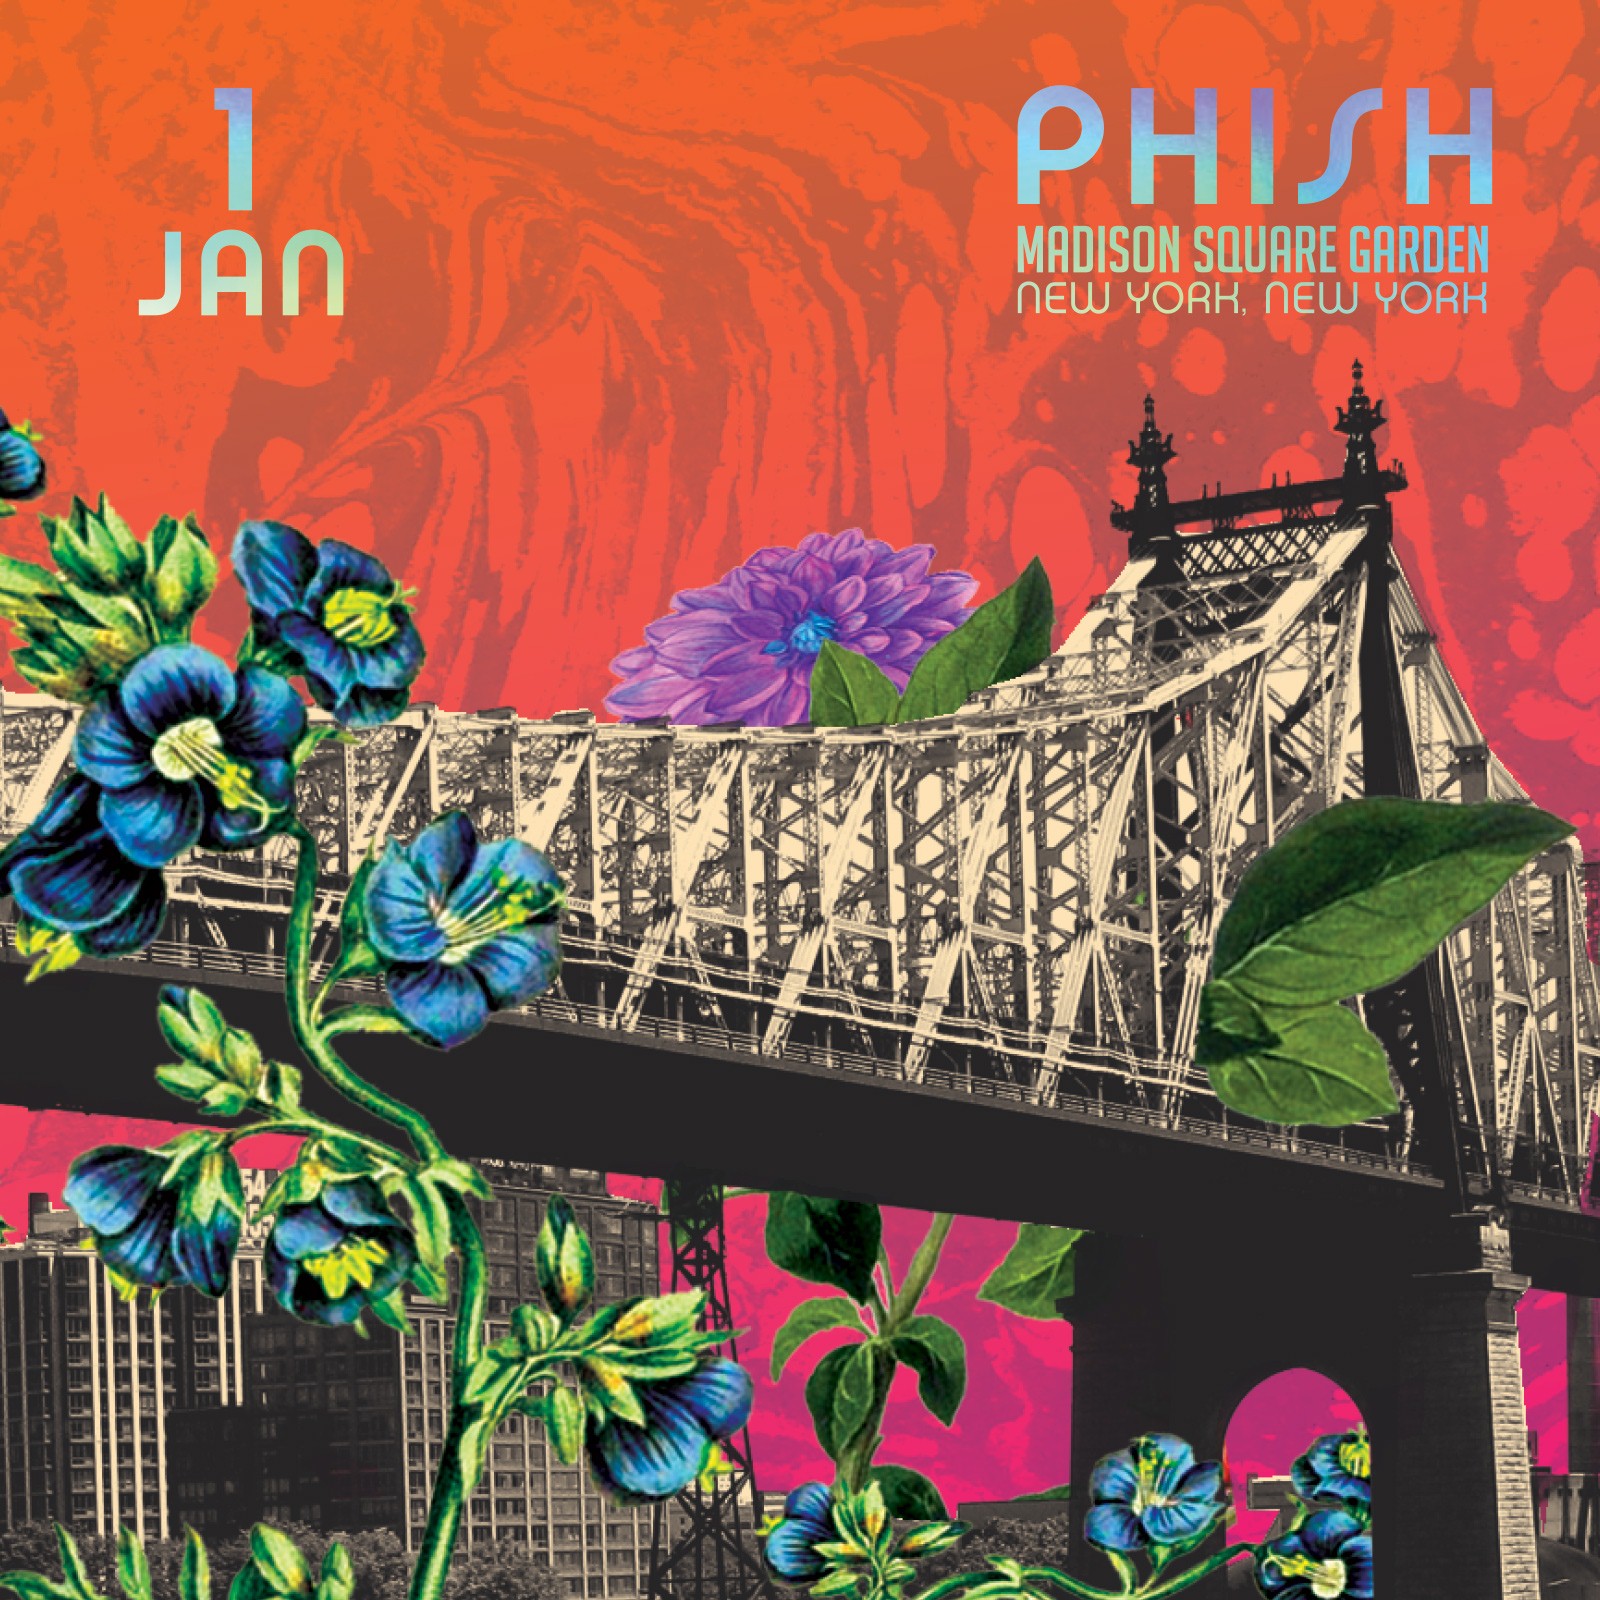 1
JAN
PHISH
MADISON SQUARE GARDEN
NEW YORK, NEW YORK